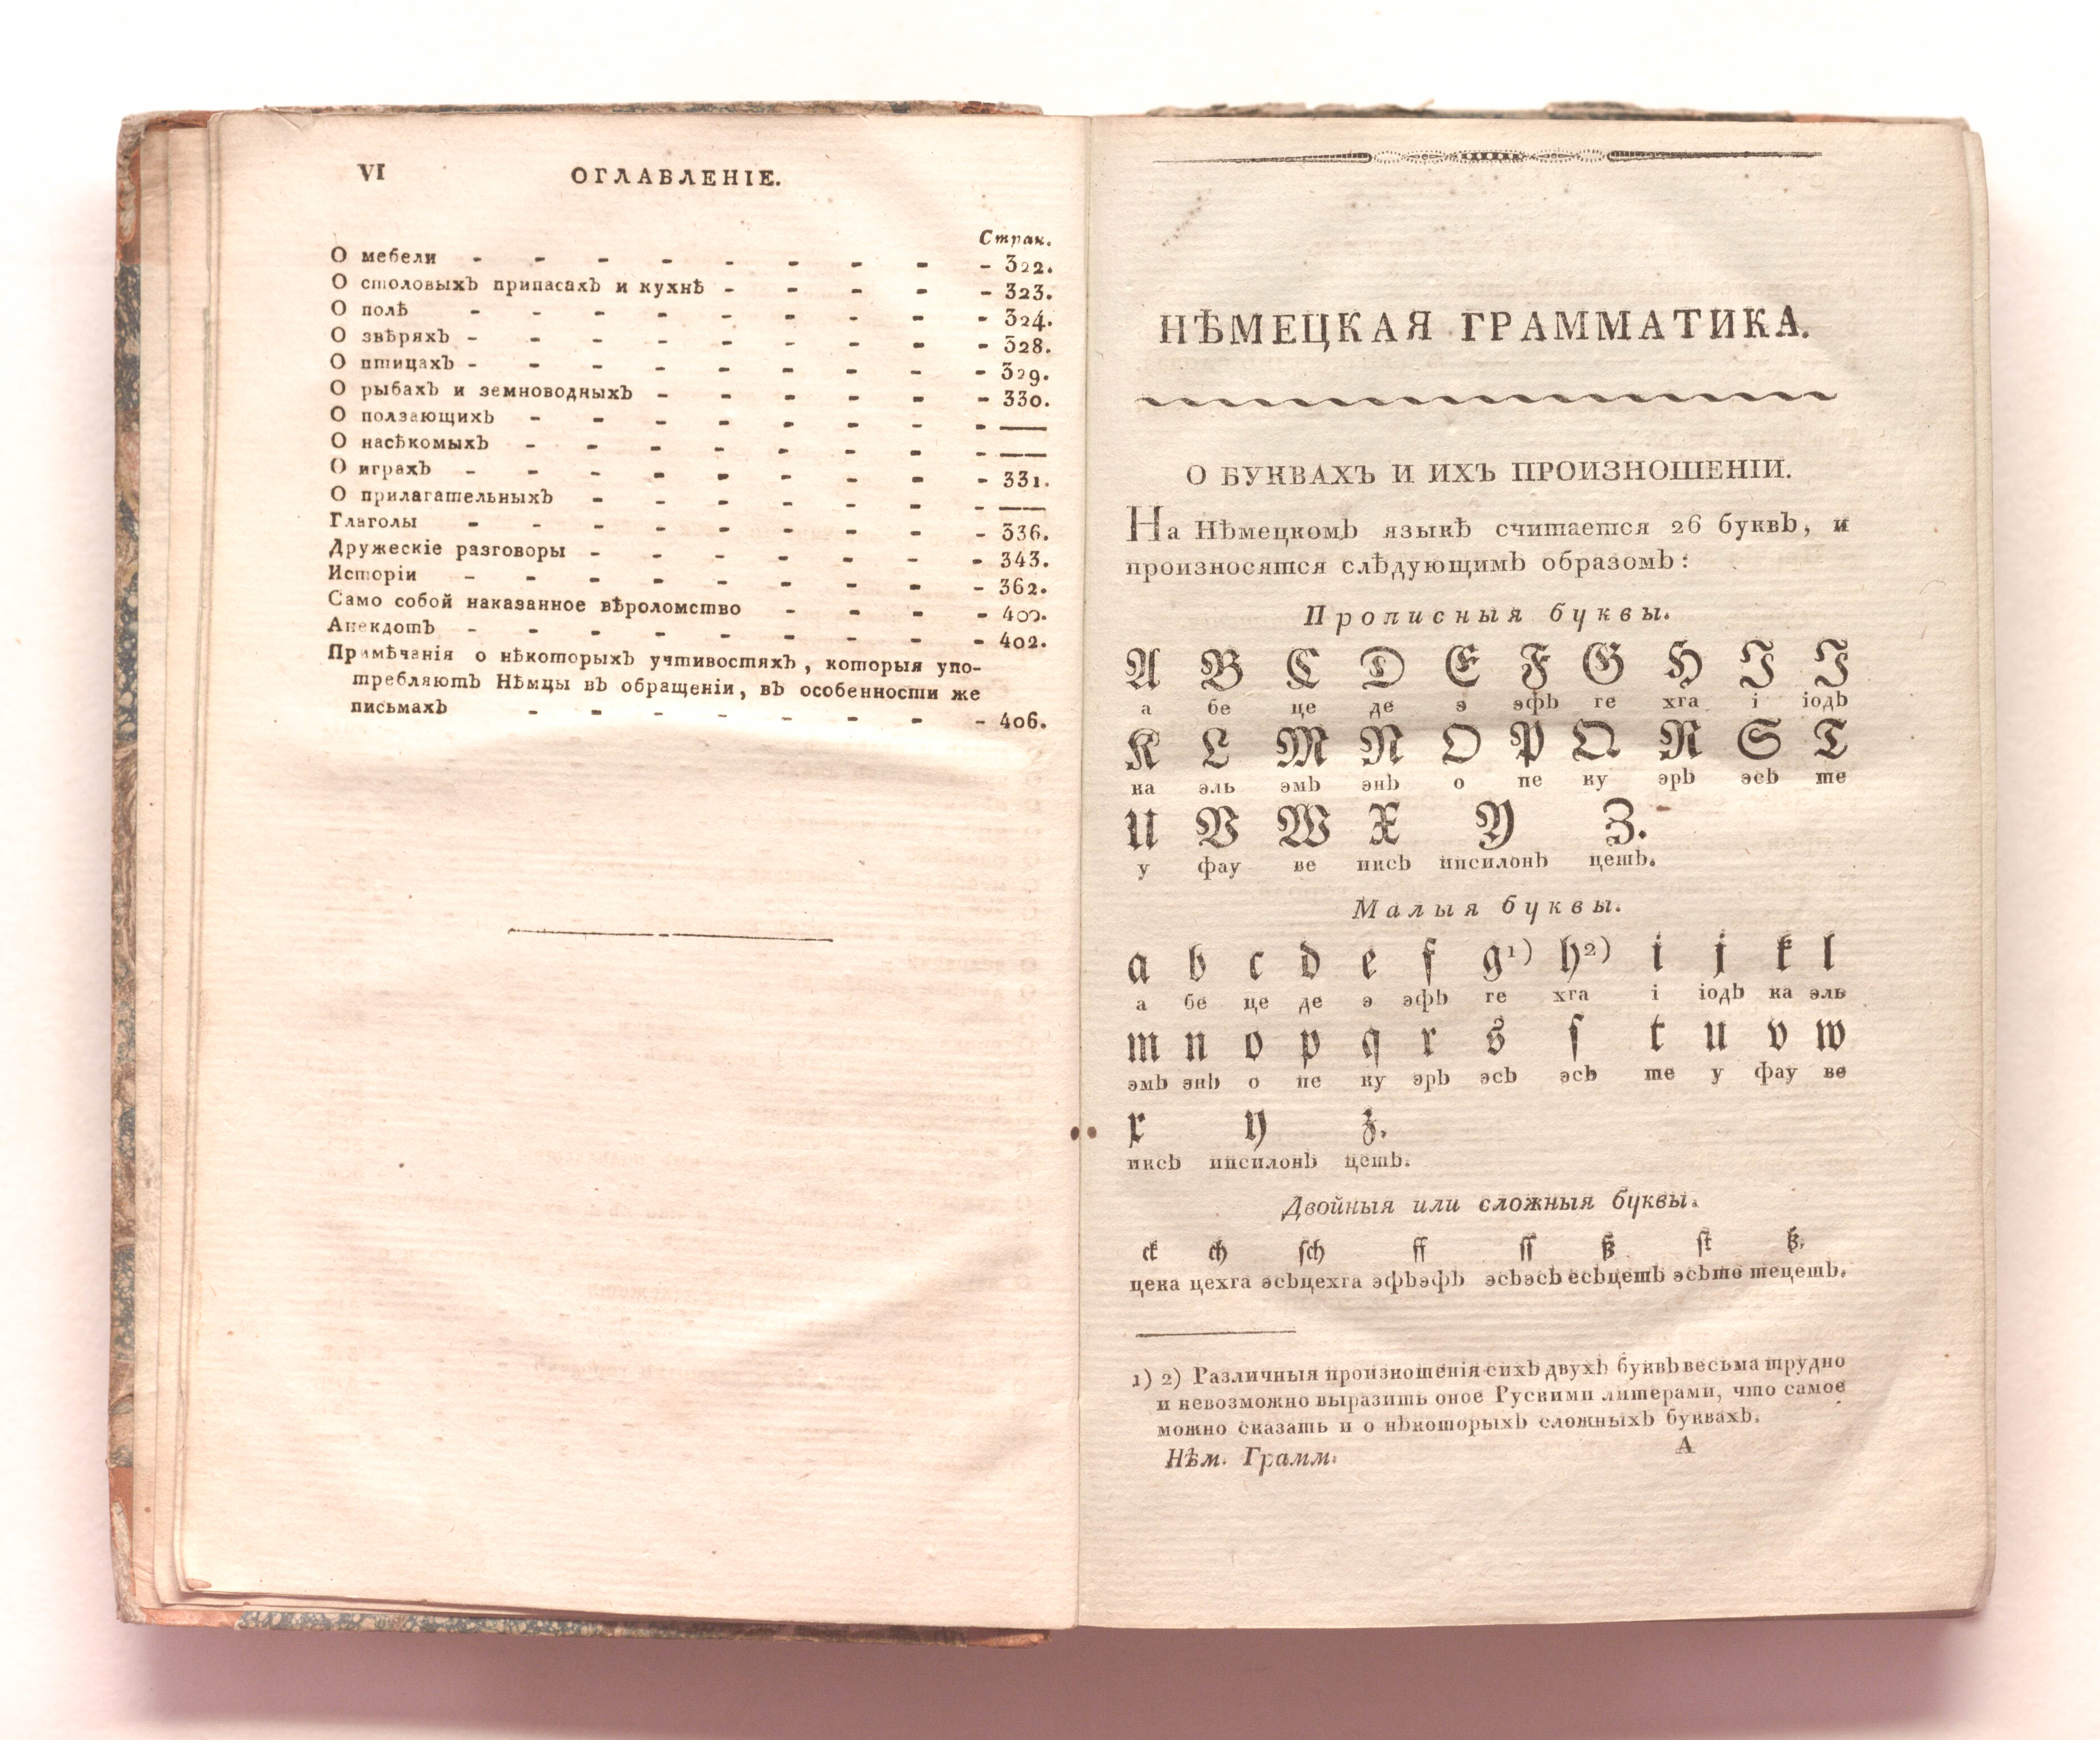 VI ОГЛАВЛЕНІЕ.
Стран.
О мебели - - - - - - - - - 322.
О столовыхъ припасахъ и кухнѣ - - - - - 323.
О полѣ - - - - - - - - - 324.
О звѣряхъ - - - - - - - - - 328.
О птицахъ - - - - - - - - - 329.
О рыбахъ и земноводныхъ - - - - - - 330.
О ползающихъ - - - - - - - - —
О насѣкомыхъ - - - - - - - - —
О играхъ - - - - - - - - - 331.
О прилагательныхъ - - - - - - - —
Глаголы - - - - - - - - - 336.
Дружескіе разговоры - - - - - - - 343.
Исторіи - - - - - - - - - 362.
Само собой наказанное вѣроломство - - - - 400.
Анекдотъ - - - - - - - - - 402.
Примѣчанія о нѣкоторыхъ учтивостяхъ, которыя упо-
требляютъ Нѣмцы въ обращеніи, въ особенности же
письмахъ - - - - - - - - 406.
НѢМЕЦКАЯ ГРАММАТИКА.
О БУКВАХЪ И ИХЪ ПРОИЗНОШЕНІИ.
На Нѣмецкомъ языкѣ считается 26 буквъ, и
произносятся слѣдующимъ образомъ:
Прописныя буквы.
A B C D E F G H I J
а бе це де э эфъ ге хга і іодъ
K L M N O P Q R S T
ка эль эмъ энъ о пе ку эръ эсъ те
U V W X Y Z.
у фау ве иксъ ипсилонъ цетъ.
Малыя буквы.
a b c d e f g1) h2) i j k l
а бе це де э эфъ ге хга і іодъ ка эль
m n o p q r s ſ t u v w
эмъ энъ о пе ку эръ эсъ эсъ те у фау ве
x y z.
иксъ ипсилонъ цетъ.
Двойныя или сложныя буквы.
ck ch ſch ff ſſ ß ſt tz.
цека цехга эсъцехга эфъэфъ эсъэсъ есъцетъ эсъте тецетъ.
1) 2) Различныя произношенія сихъ двухъ буквъ весьма трудно
и невозможно выразить оное Рускими литерами, что самое
можно сказать и о нѣкоторыхъ сложныхъ буквахъ.
Нѣм. Грамм. А